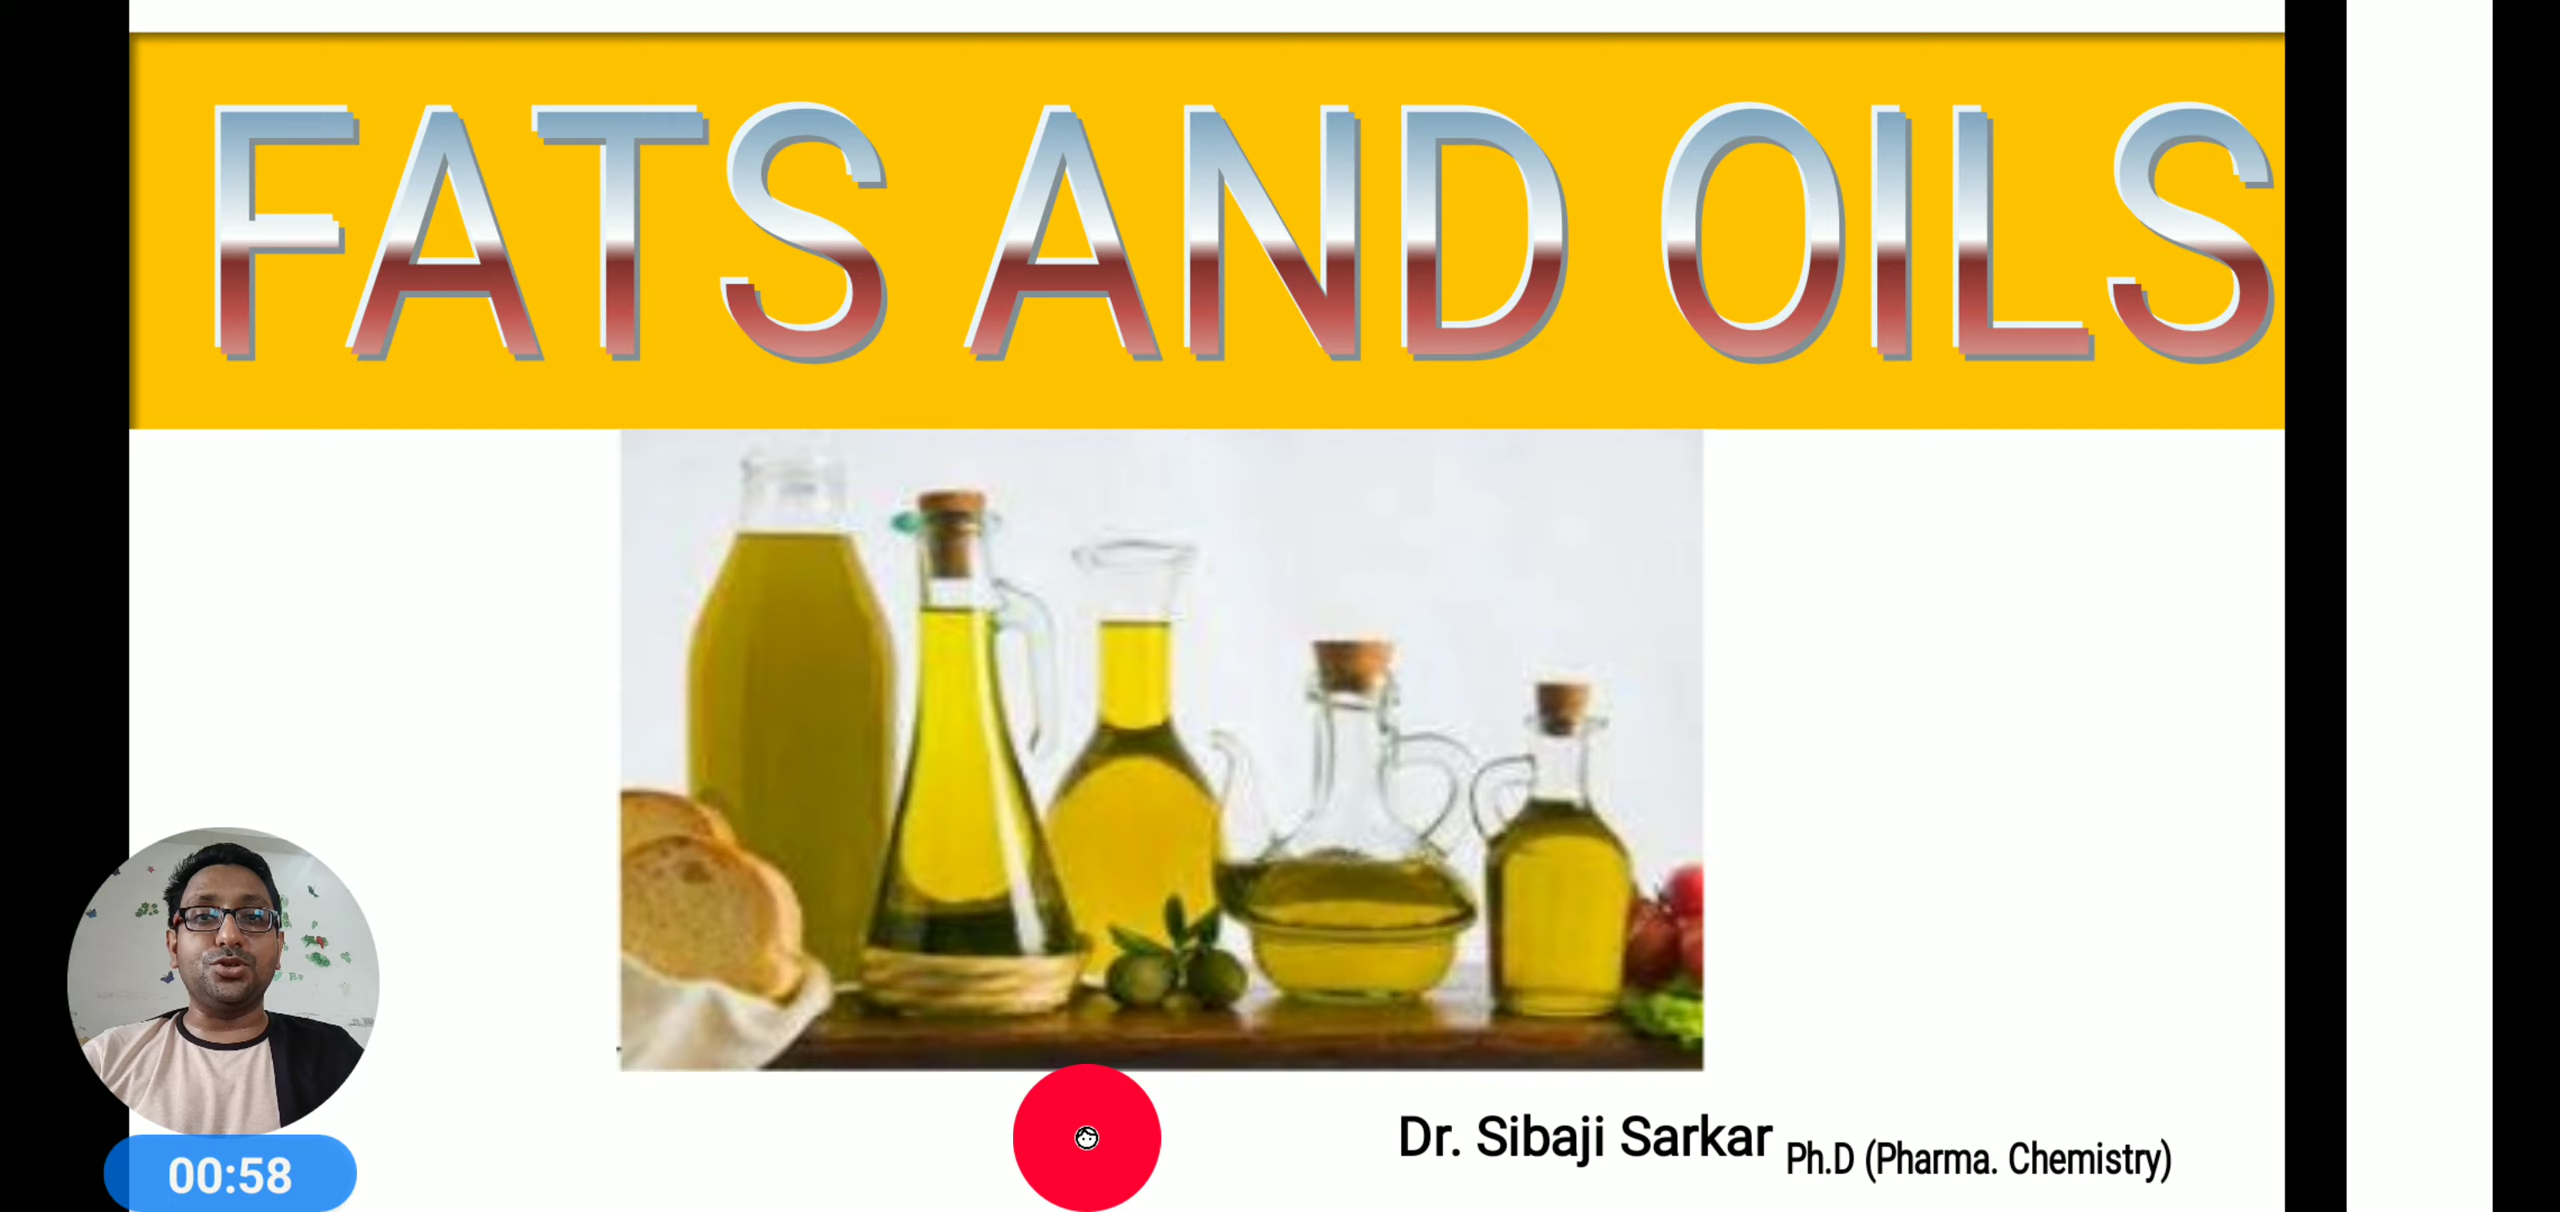 FATS AND OILS
Dr. Sibaji Sarkar Ph.D (Pharma. Chemistry)
00:58